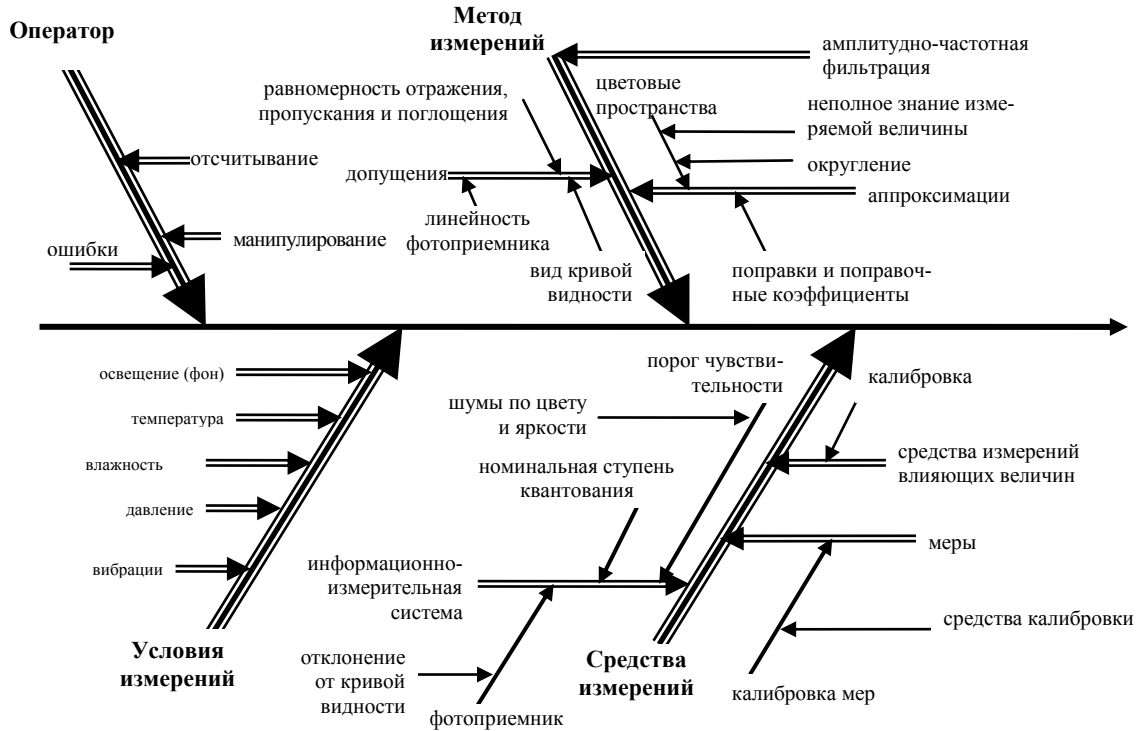 Оператор
Метод
измерений
амплитудно-частотная
фильтрация
равномерность отражения,
пропускания и поглощения
цветовые
пространства
неполное знание изме-
ряемой величины
отсчитывание
округление
допущения
аппроксимации
линейность
фотоприемника
ошибки
манипулирование
вид кривой
видности
поправки и поправоч-
ные коэффициенты
освещение (фон)
порог чувстви-
тельности
калибровка
температура
шумы по цвету
и яркости
влажность
номинальная ступень
квантования
средства измерений
влияющих величин
давление
меры
вибрации
информационно-
измерительная
система
средства калибровки
Условия
измерений
отклонение
от кривой
видности
Средства
измерений
калибровка мер
фотоприемник